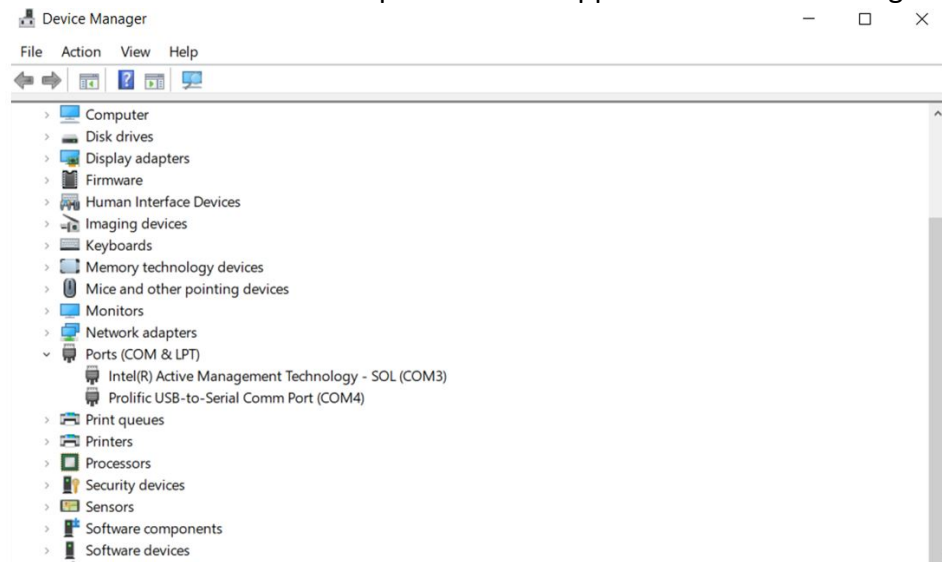 Device Manager
File Action View Help
Computer
Disk drives
Display adapters
Firmware
Human Interface Devices
Imaging devices
Keyboards
Memory technology devices
Mice and other pointing devices
Monitors
Network adapters
Ports (COM & LPT)
Intel(R) Active Management Technology - SOL (COM3)
Prolific USB-to-Serial Comm Port (COM4)
Print queues
Printers
Processors
Security devices
Sensors
Software components
Software devices